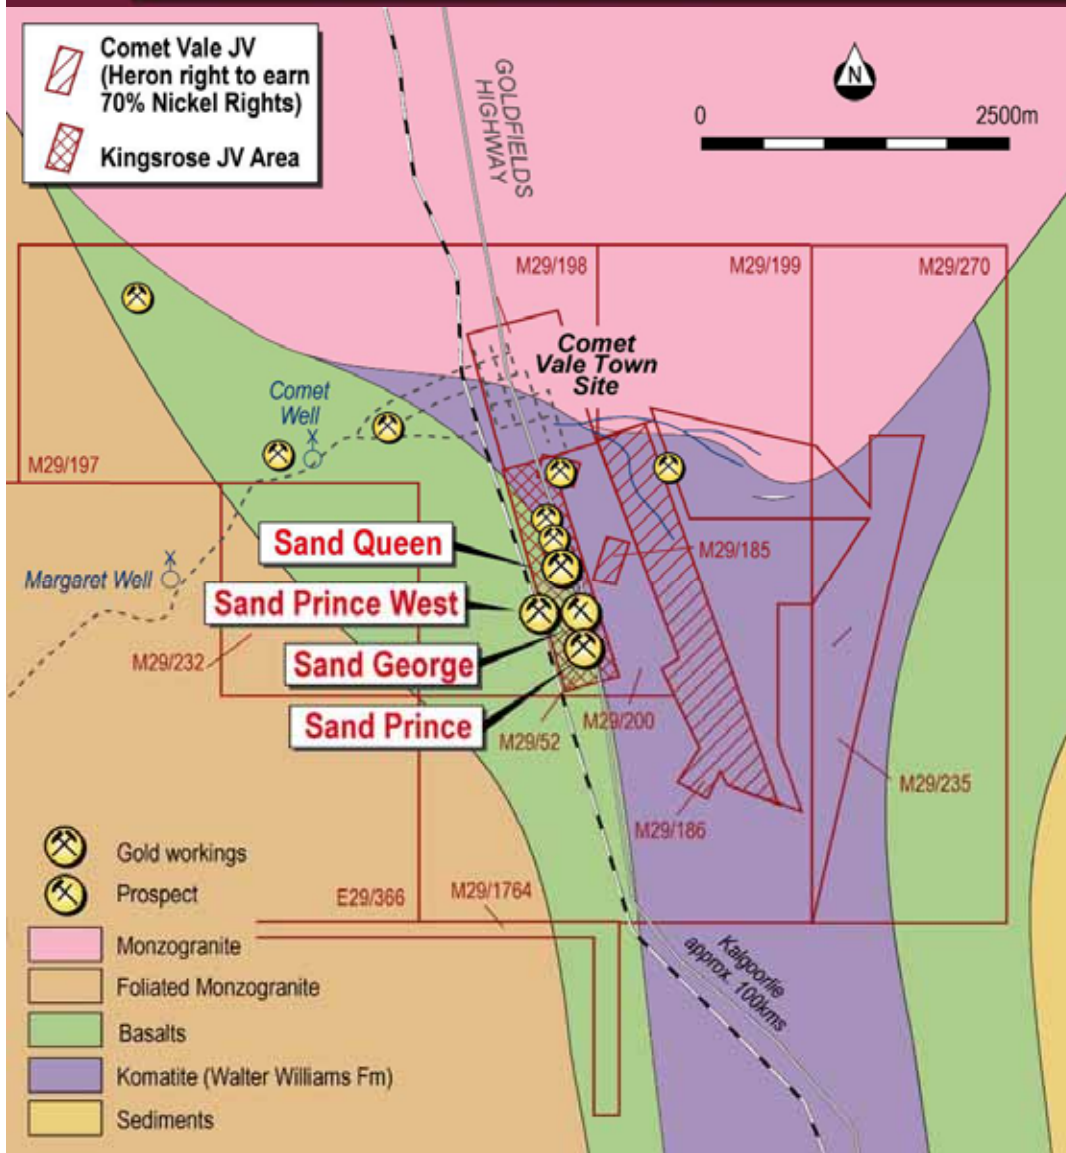 Comet Vale JV
(Heron right to earn
70% Nickel Rights)
Kingsrose JV Area
GOLDFIELDS
HIGHWAY
N
0
2500m
M29/198
M29/199
M29/270
Comet
Vale Town
Site
Comet
Well
M29/197
Sand Queen
M29/185
Margaret Well
Sand Prince West
M29/232
Sand George
Sand Prince
M29/200
M29/52
M29/235
M29/186
Gold workings
Prospect
E29/366
M29/1764
Monzogranite
Kalgoorlie
approx. 100kms
Foliated Monzogranite
Basalts
Komatite (Walter Williams Fm)
Sediments